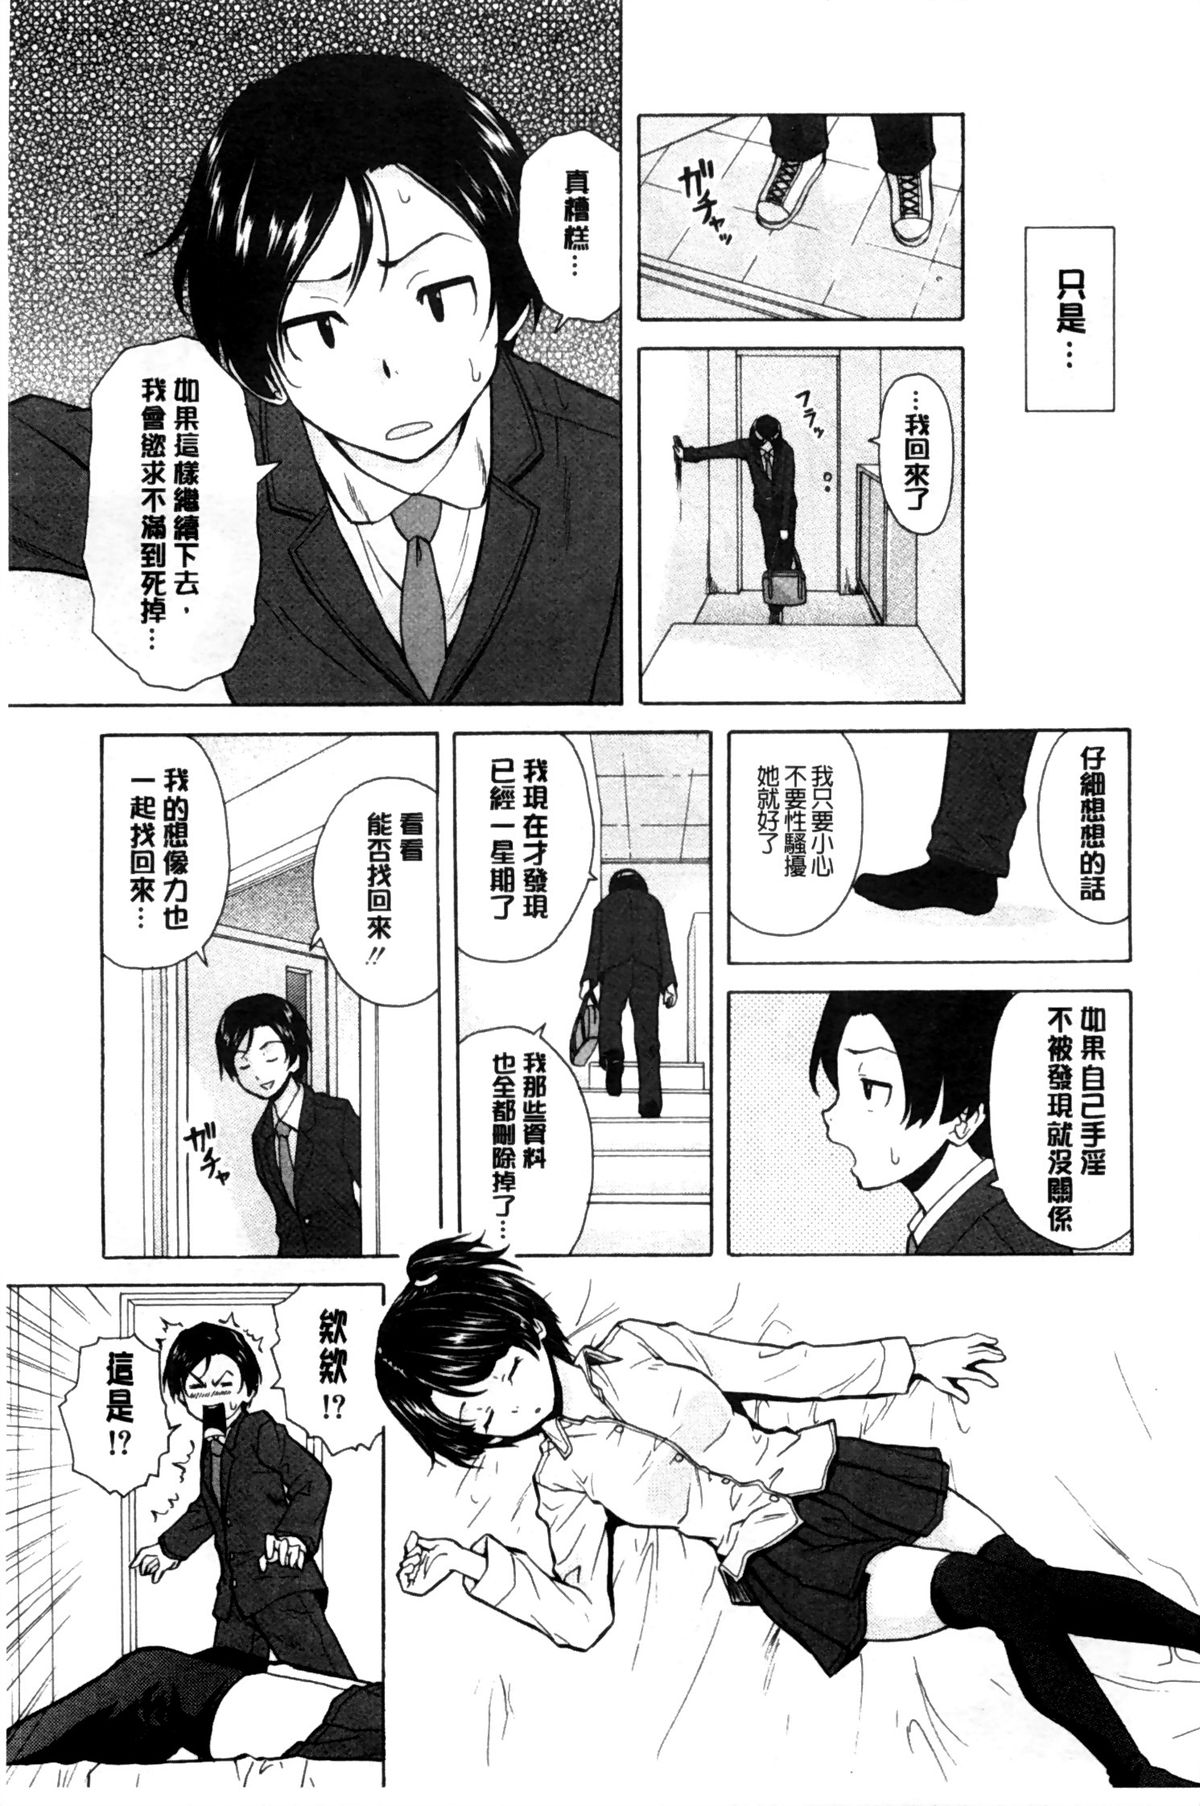 只是…
ガチャッ
…我回來了
フラッ
真糟糕…
如果這樣繼續下去，
我會慾求不滿到死掉…
仔細想想的話
我只要小心
不要性騷擾
她就好了
如果自己手淫
不被發現就沒關係
我現在才發現
已經一星期了
我那些資料
也全都刪除掉了…
看看
能否找回來!!
我的想像力也
一起找回來…
ガチャ
欸欸!?
這是!?